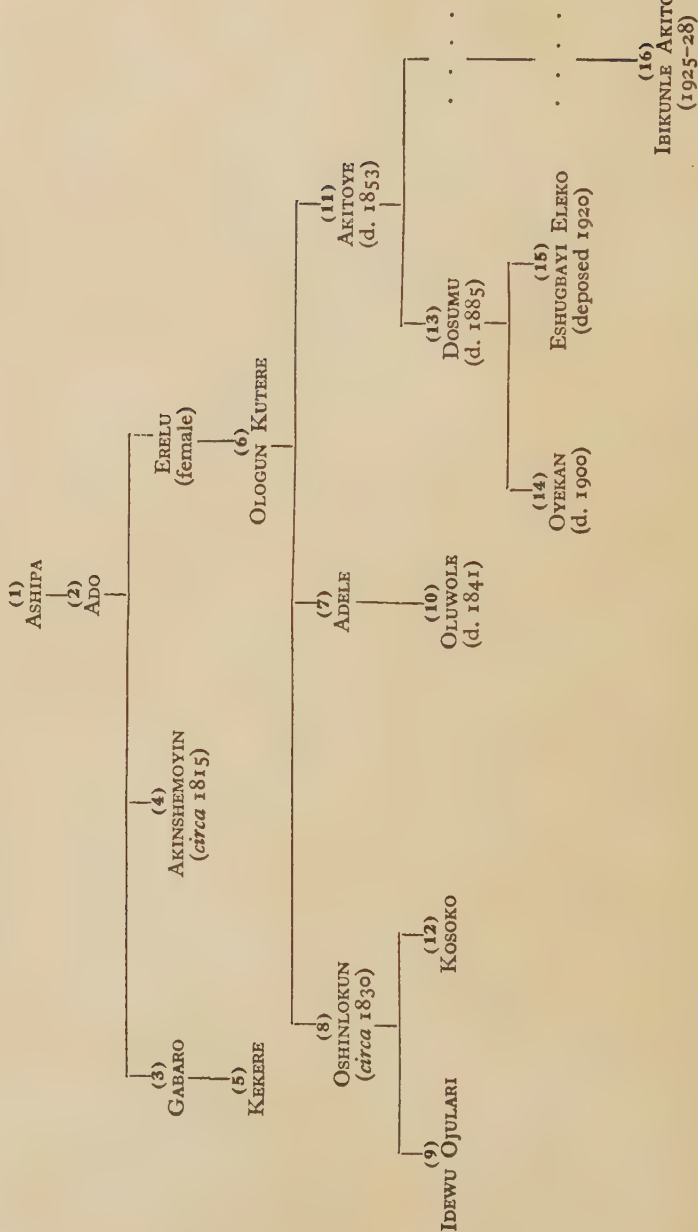 (1)
ASHIPA
(2)
ADO
(3)
GABARO
(4)
AKINSHEMOYIN
(circa 1815)
ERELU
(female)
(5)
KEKERE
(6)
OLOGUN KUTERE
(8)
OSHINLOKUN
(circa 1830)
(7)
ADELE
(11)
AKITOYE
(d. 1853)
(9)
IDEWU OJULARI
(12)
KOSOKO
(10)
OLUWOLE
(d. 1841)
(13)
DOSUMU
(d. 1885)
. . . .
(14)
OYEKAN
(d. 1900)
(15)
ESHUGBAYI ELEKO
(deposed 1920)
. . . .
(16)
IBIKUNLE
(1925–28)